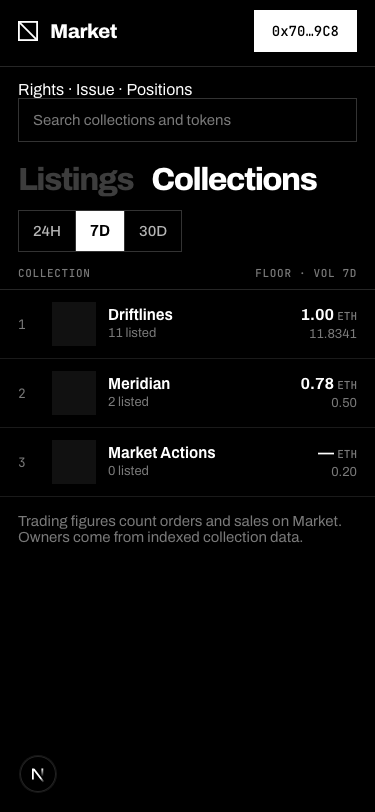 Market
0x70…9C8
Rights · Issue · Positions
Search collections and tokens
Listings Collections
24H 7D 30D
COLLECTION FLOOR · VOL 7D
1 Driftlines 1.00 ETH
11 listed 11.8341
2 Meridian 0.78 ETH
2 listed 0.50
3 Market Actions — ETH
0 listed 0.20
Trading figures count orders and sales on Market.
Owners come from indexed collection data.
N